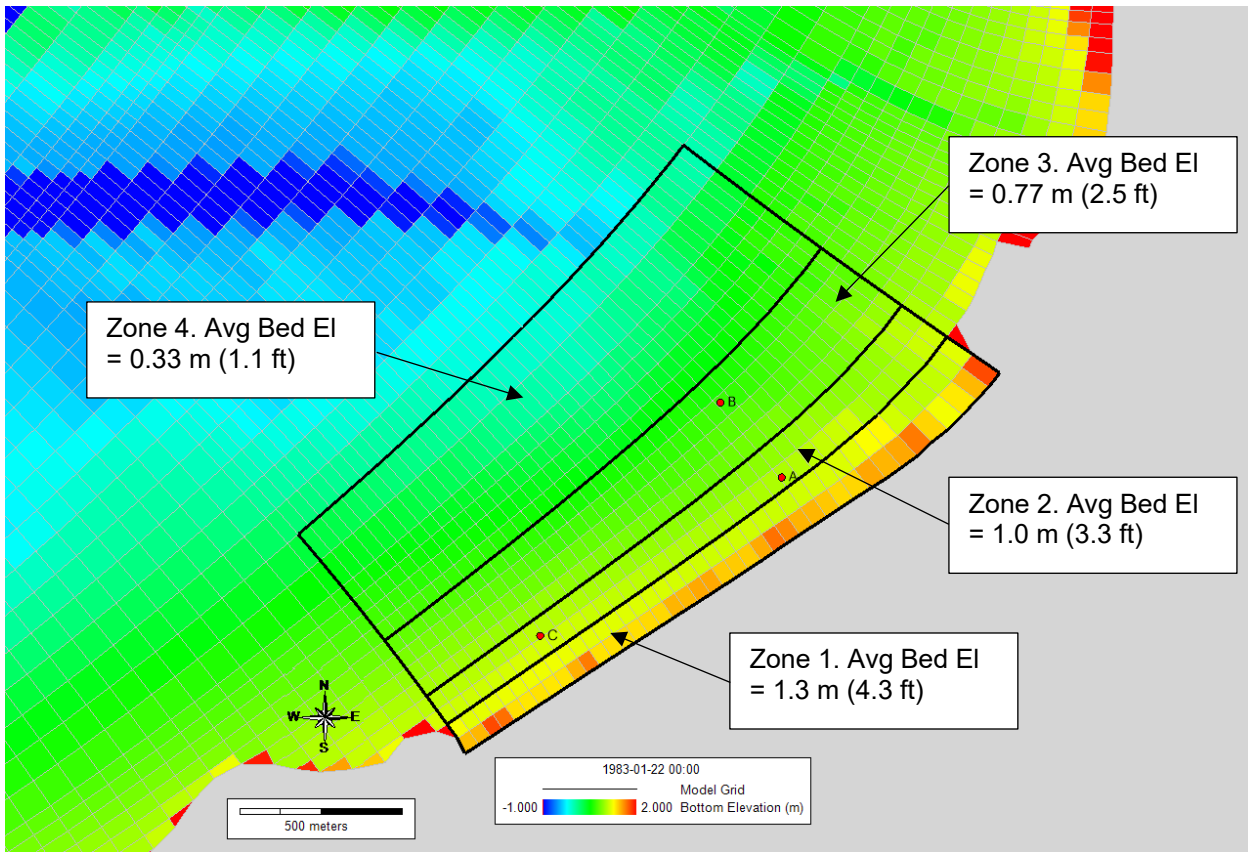 Zone 3. Avg Bed El
= 0.77 m (2.5 ft)
Zone 4. Avg Bed El
= 0.33 m (1.1 ft)
B
A
Zone 2. Avg Bed El
= 1.0 m (3.3 ft)
C
Zone 1. Avg Bed El
= 1.3 m (4.3 ft)
N
W E
S
1983-01-22 00:00
Model Grid
-1.000 2.000 Bottom Elevation (m)
500 meters